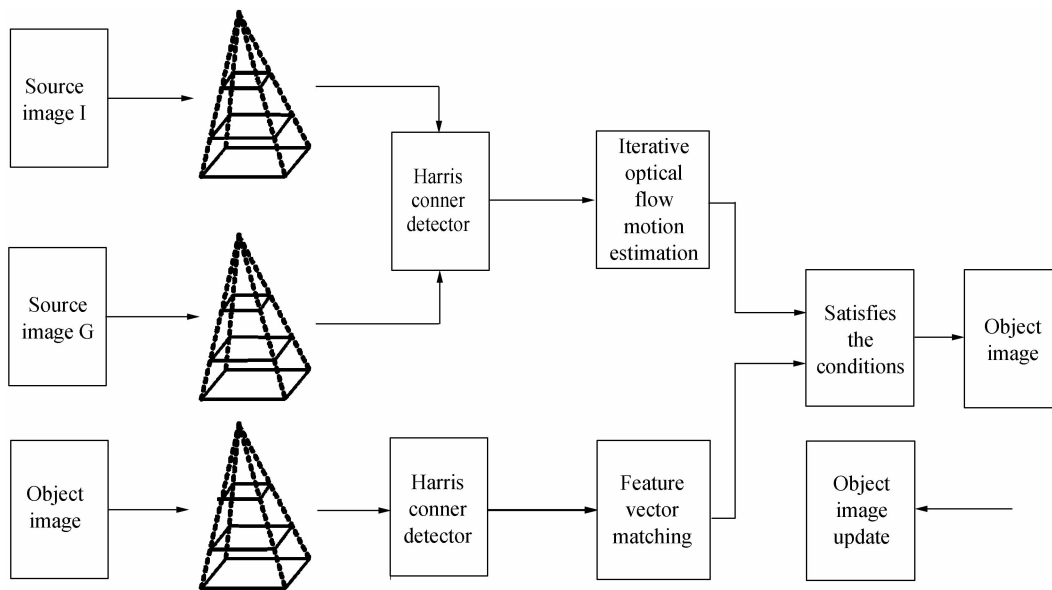 Source
image I
Harris
conner
detector
Iterative
optical
flow
motion
estimation
Source
image G
Satisfies
the
conditions
Object
image
Object
image
Harris
conner
detector
Feature
vector
matching
Object
image
update